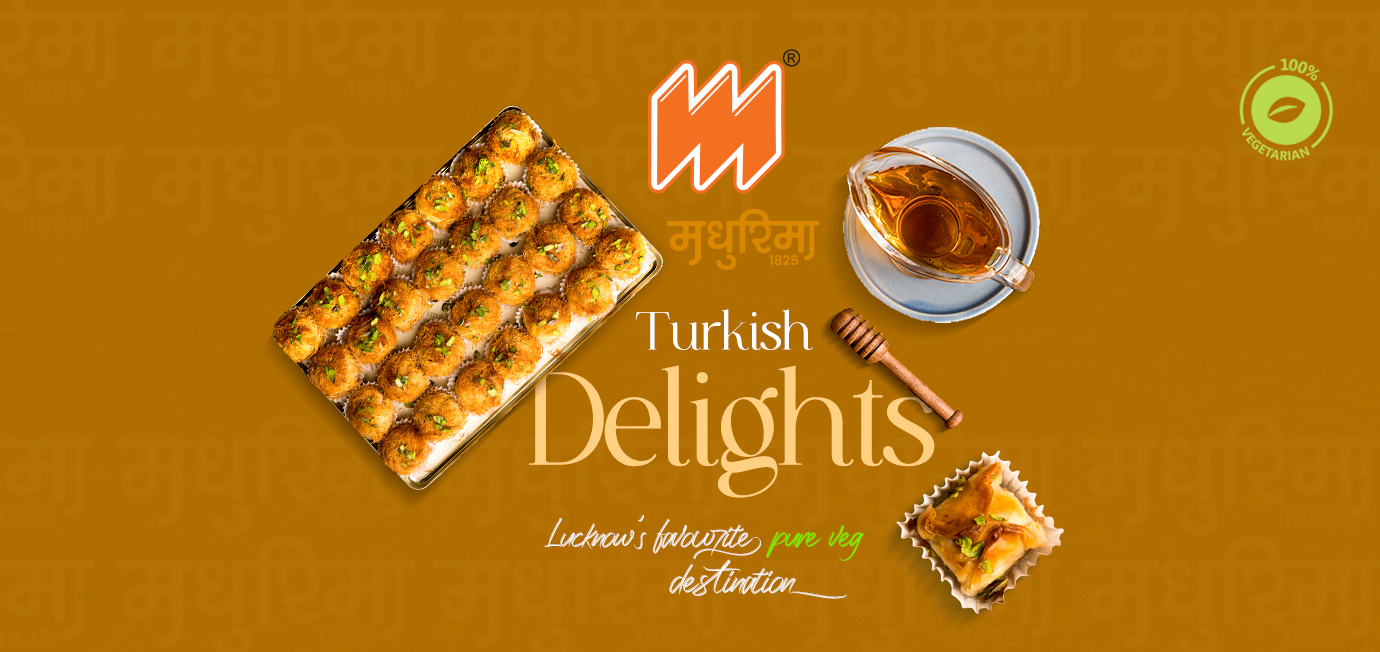 ®
मधुरिमा
1825
100%
VEGETARIAN
Turkish
Delights
Lucknow's favourite pure veg
destination